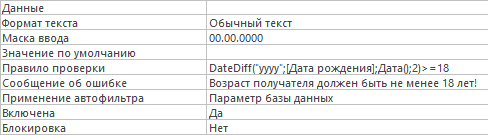 Данные
Формат текста Обычный текст
Маска ввода 00.00.0000
Значение по умолчанию
Правило проверки DateDiff("yyyy";[Дата рождения];Дата();2)>=18
Сообщение об ошибке Возраст получателя должен быть не менее 18 лет!
Применение автофильтра Параметр базы данных
Включена Да
Блокировка Нет